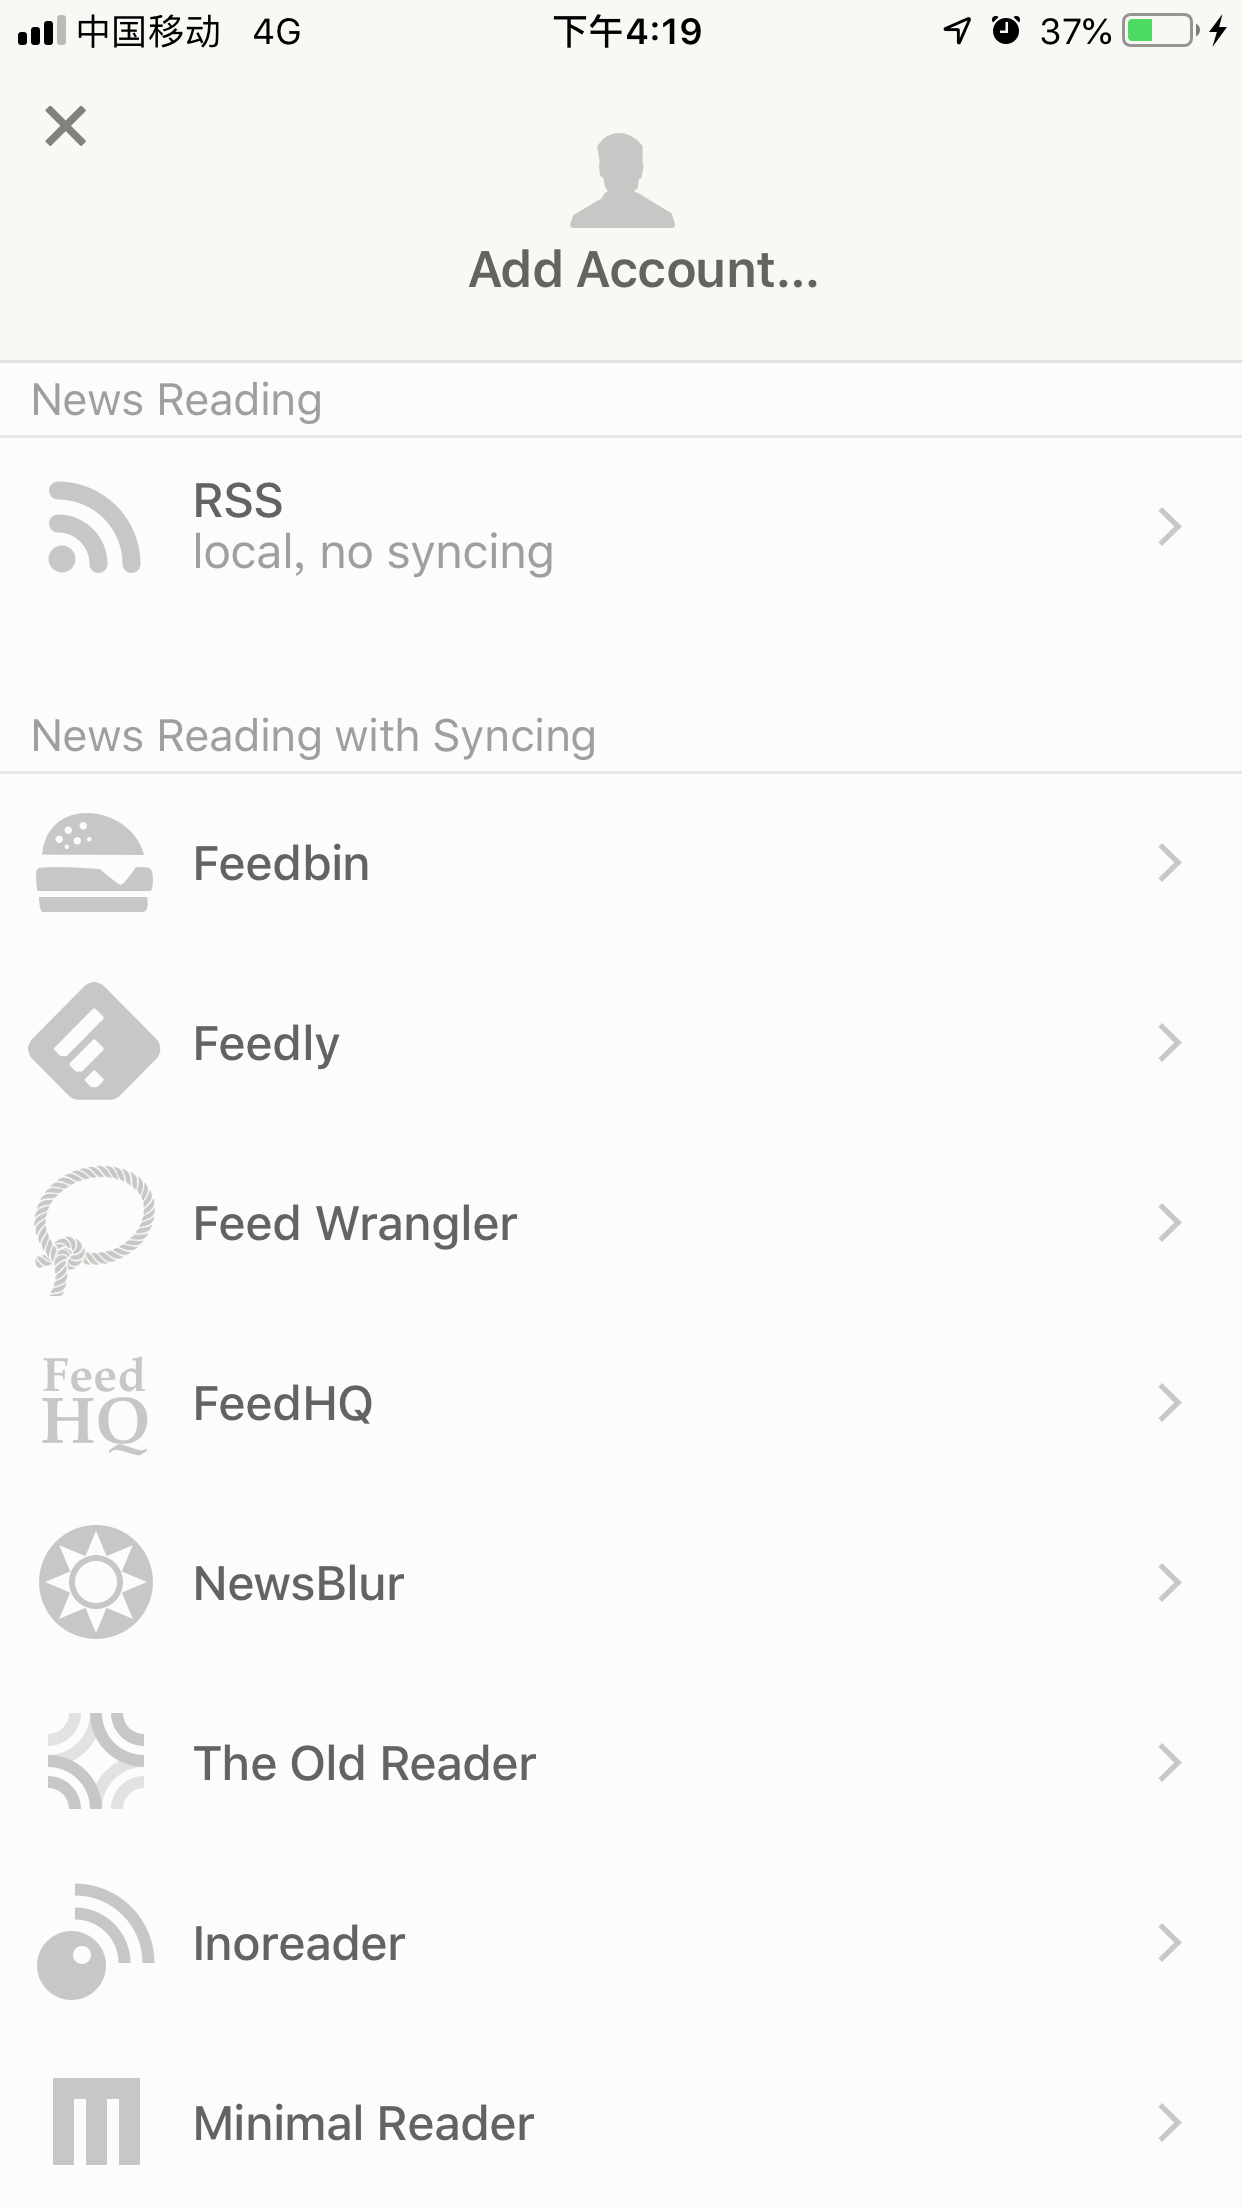 中国移动 4G 下午4:19 37%
Add Account...
News Reading
RSS
local, no syncing
News Reading with Syncing
Feedbin
Feedly
Feed Wrangler
Feed
HQ
FeedHQ
NewsBlur
The Old Reader
Inoreader
Minimal Reader